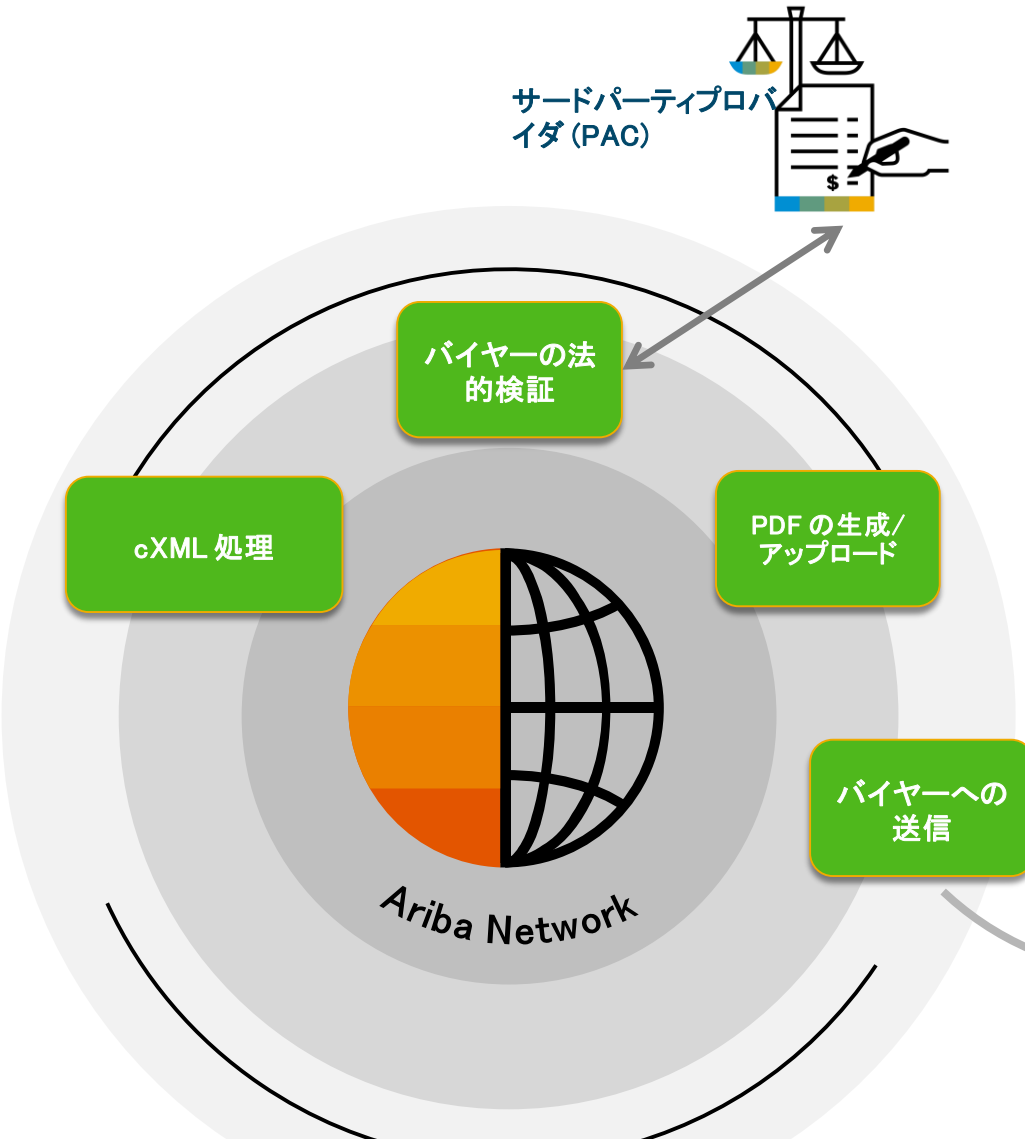 サードパーティプロバ
イダ (PAC)
$
バイヤーの法
的検証
cXML 処理
PDF の生成/
アップロード
バイヤーへの
送信
Ariba Network